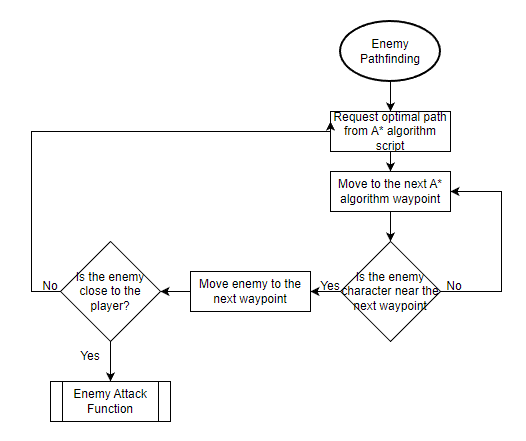 Enemy
Pathfinding
Request optimal path
from A* algorithm
script
Move to the next A*
algorithm waypoint
Is the enemy
character near the
next waypoint
No
Yes
Move enemy to the
next waypoint
Is the enemy
close to the
player?
No
Yes
Enemy Attack
Function